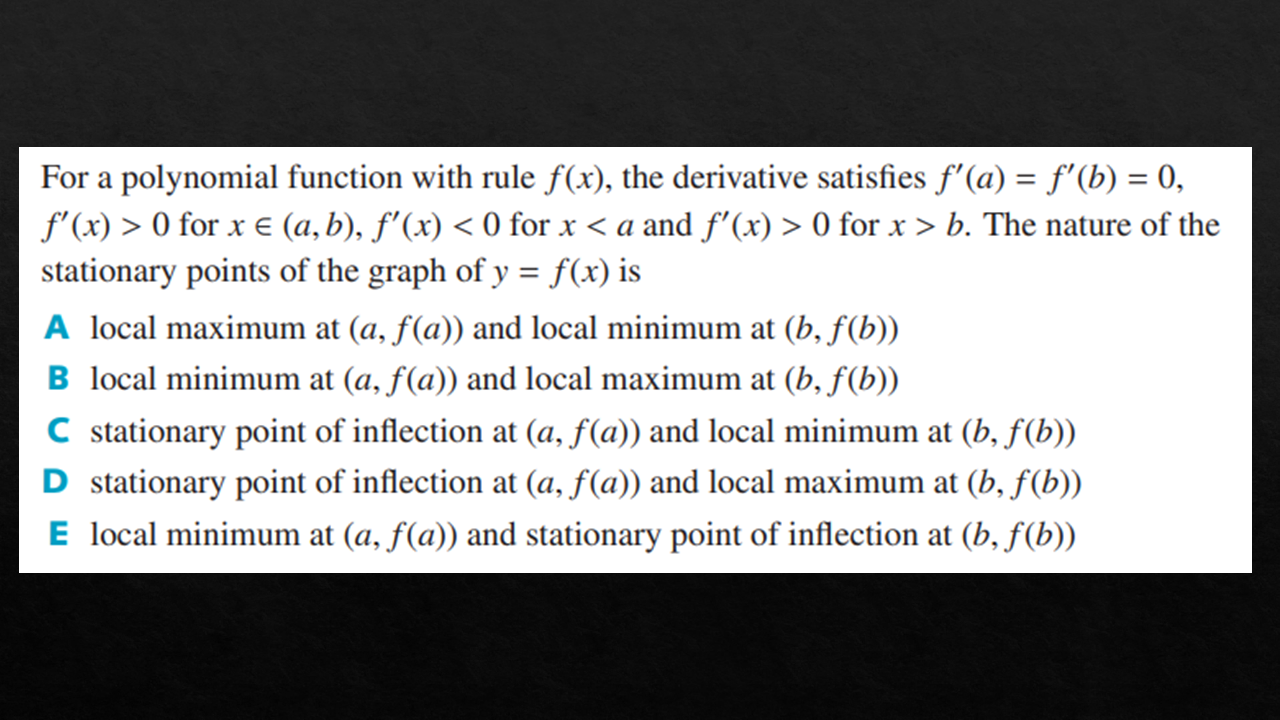 For a polynomial function with rule f(x), the derivative satisfies f′(a) = f′(b) = 0,
f′(x) > 0 for x ∈ (a, b), f′(x) < 0 for x < a and f′(x) > 0 for x > b. The nature of the
stationary points of the graph of y = f(x) is
A local maximum at (a, f(a)) and local minimum at (b, f(b))
B local minimum at (a, f(a)) and local maximum at (b, f(b))
C stationary point of inflection at (a, f(a)) and local minimum at (b, f(b))
D stationary point of inflection at (a, f(a)) and local maximum at (b, f(b))
E local minimum at (a, f(a)) and stationary point of inflection at (b, f(b))